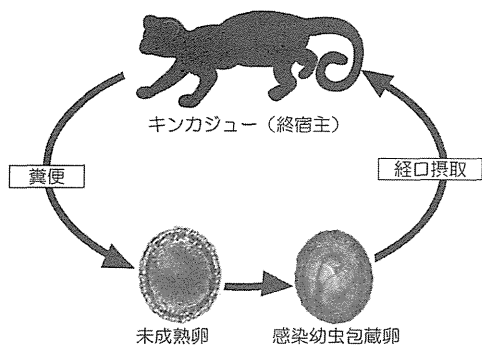 キンカジュー（終宿主）
糞便
経口摂取
未成熟卵
感染幼虫包蔵卵